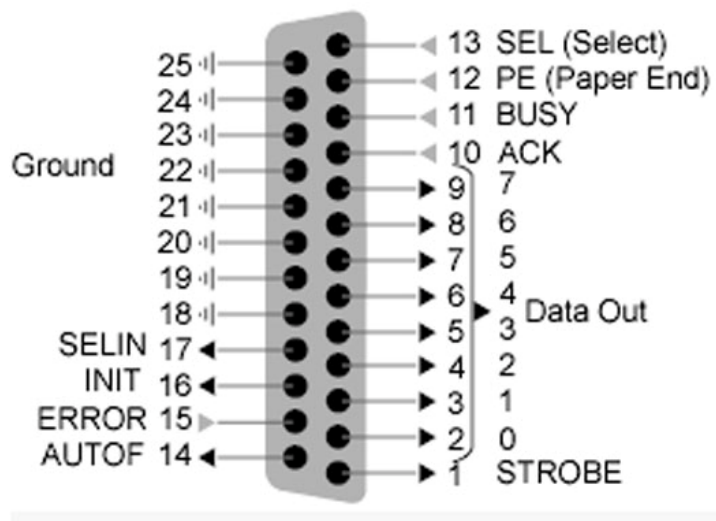 13 SEL (Select)
25
12 PE (Paper End)
24
11 BUSY
23
10 ACK
Ground
22
9 7
21
8 6
20
7 5
19
6 4
Data Out
18
5 3
SELIN 17
4 2
INIT 16
3 1
ERROR 15
2 0
AUTOF 14
1 STROBE